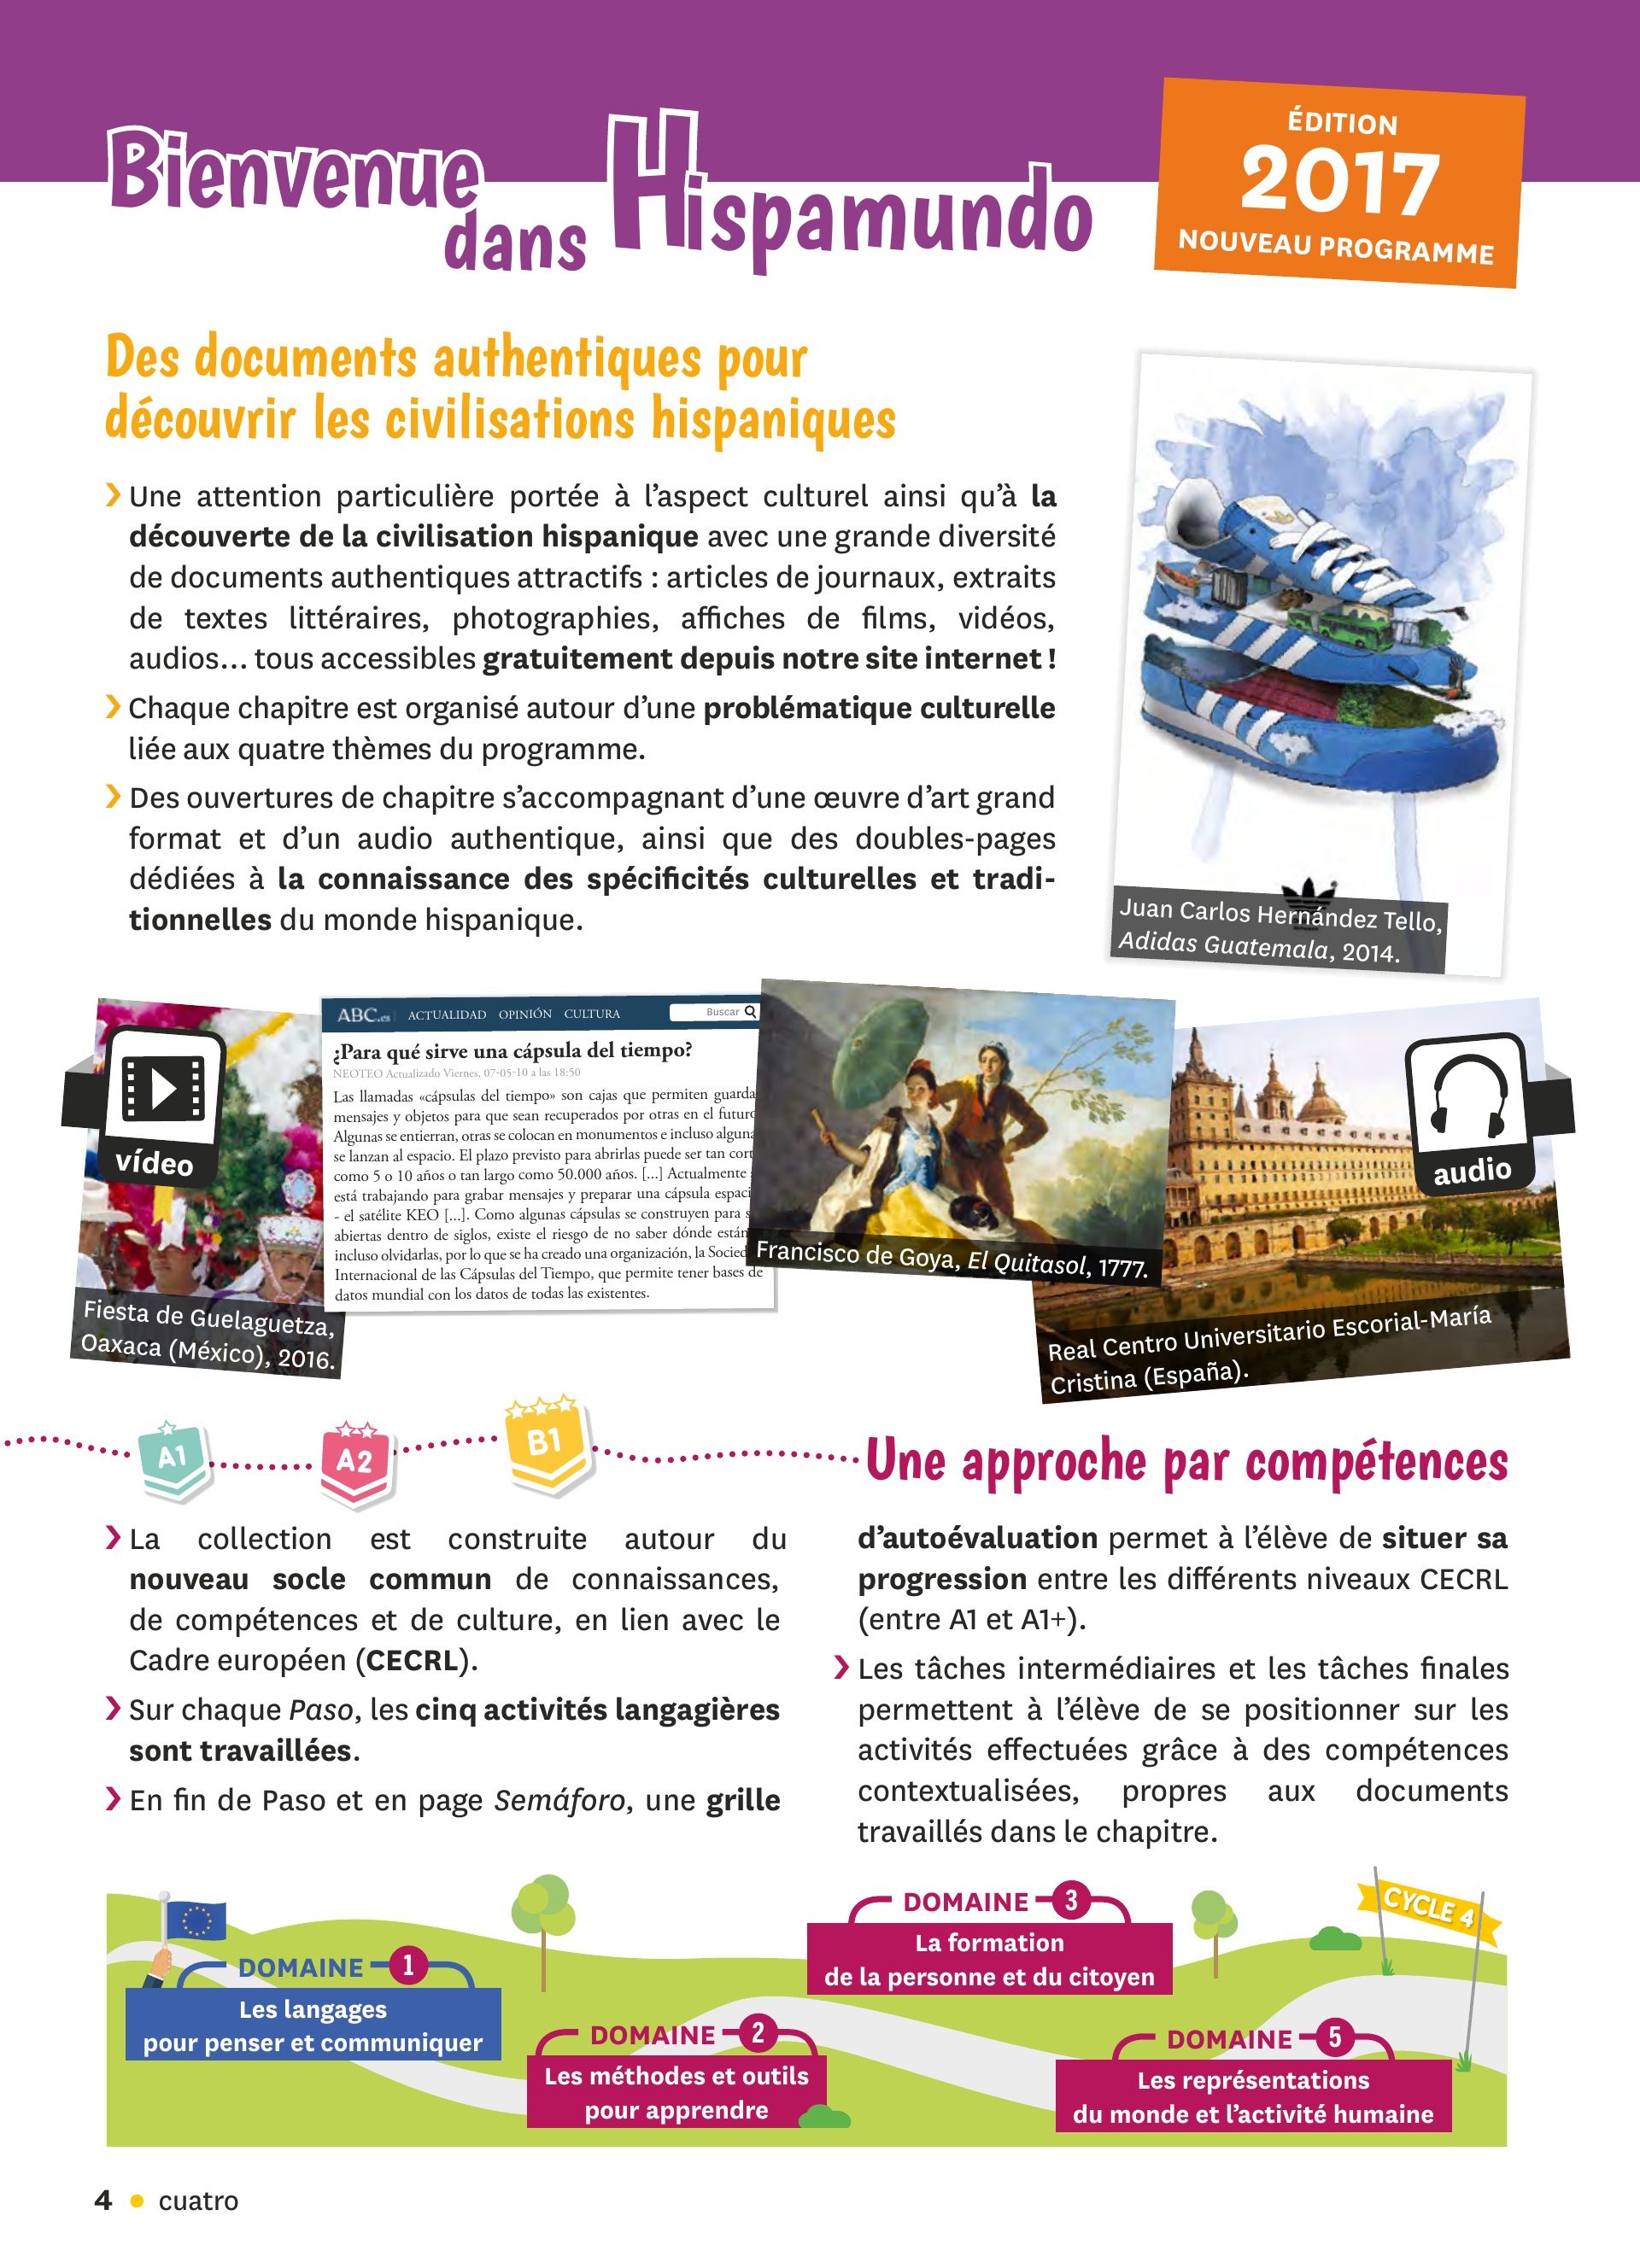 Bienvenue
dans Hispamundo
ÉDITION
2017
NOUVEAU PROGRAMME
Des documents authentiques pour
découvrir les civilisations hispaniques
Une attention particulière portée à l’aspect culturel ainsi qu’à la
découverte de la civilisation hispanique avec une grande diversité
de documents authentiques attractifs : articles de journaux, extraits
de textes littéraires, photographies, affiches de films, vidéos,
audios… tous accessibles gratuitement depuis notre site internet !
Chaque chapitre est organisé autour d’une problématique culturelle
liée aux quatre thèmes du programme.
Des ouvertures de chapitre s’accompagnant d’une œuvre d’art grand
format et d’un audio authentique, ainsi que des doubles-pages
dédiées à la connaissance des spécificités culturelles et tradi-
tionnelles du monde hispanique.
Juan Carlos Hernández Tello,
Adidas Guatemala, 2014.
vídeo
Fiesta de Guelaguetza,
Oaxaca (México), 2016.
ABC.es ACTUALIDAD OPINIÓN CULTURA Buscar
¿Para qué sirve una cápsula del tiempo?
NEOTEO Actualizado Viernes, 07-05-10 a las 18:50
Las llamadas «cápsulas del tiempo» son cajas que permiten guarda
mensajes y objetos para que sean recuperados por otras en el futuro
Algunas se entierran, otras se colocan en monumentos e incluso alguna
se lanzan al espacio. El plazo previsto para abrirlas puede ser tan cort
como 5 o 10 años o tan largo como 50.000 años. [...] Actualmente
está trabajando para grabar mensajes y preparar una cápsula espaci
- el satélite KEO [...]. Como algunas cápsulas se construyen para s
abiertas dentro de siglos, existe el riesgo de no saber dónde están
incluso olvidarlas, por lo que se ha creado una organización, la Socied
Internacional de las Cápsulas del Tiempo, que permite tener bases de
datos mundial con los datos de todas las existentes.
Francisco de Goya, El Quitasol, 1777.
audio
Real Centro Universitario Escorial-María
Cristina (España).
A1
A2
B1
Une approche par compétences
La collection est construite autour du
nouveau socle commun de connaissances,
de compétences et de culture, en lien avec le
Cadre européen (CECRL).
Sur chaque Paso, les cinq activités langagières
sont travaillées.
En fin de Paso et en page Semáforo, une grille
d’autoévaluation permet à l’élève de situer sa
progression entre les différents niveaux CECRL
(entre A1 et A1+).
Les tâches intermédiaires et les tâches finales
permettent à l’élève de se positionner sur les
activités effectuées grâce à des compétences
contextualisées, propres aux documents
travaillés dans le chapitre.
DOMAINE 1
Les langages
pour penser et communiquer
DOMAINE 2
Les méthodes et outils
pour apprendre
DOMAINE 3
La formation
de la personne et du citoyen
DOMAINE 5
Les représentations
du monde et l’activité humaine
CYCLE 4
4 • cuatro